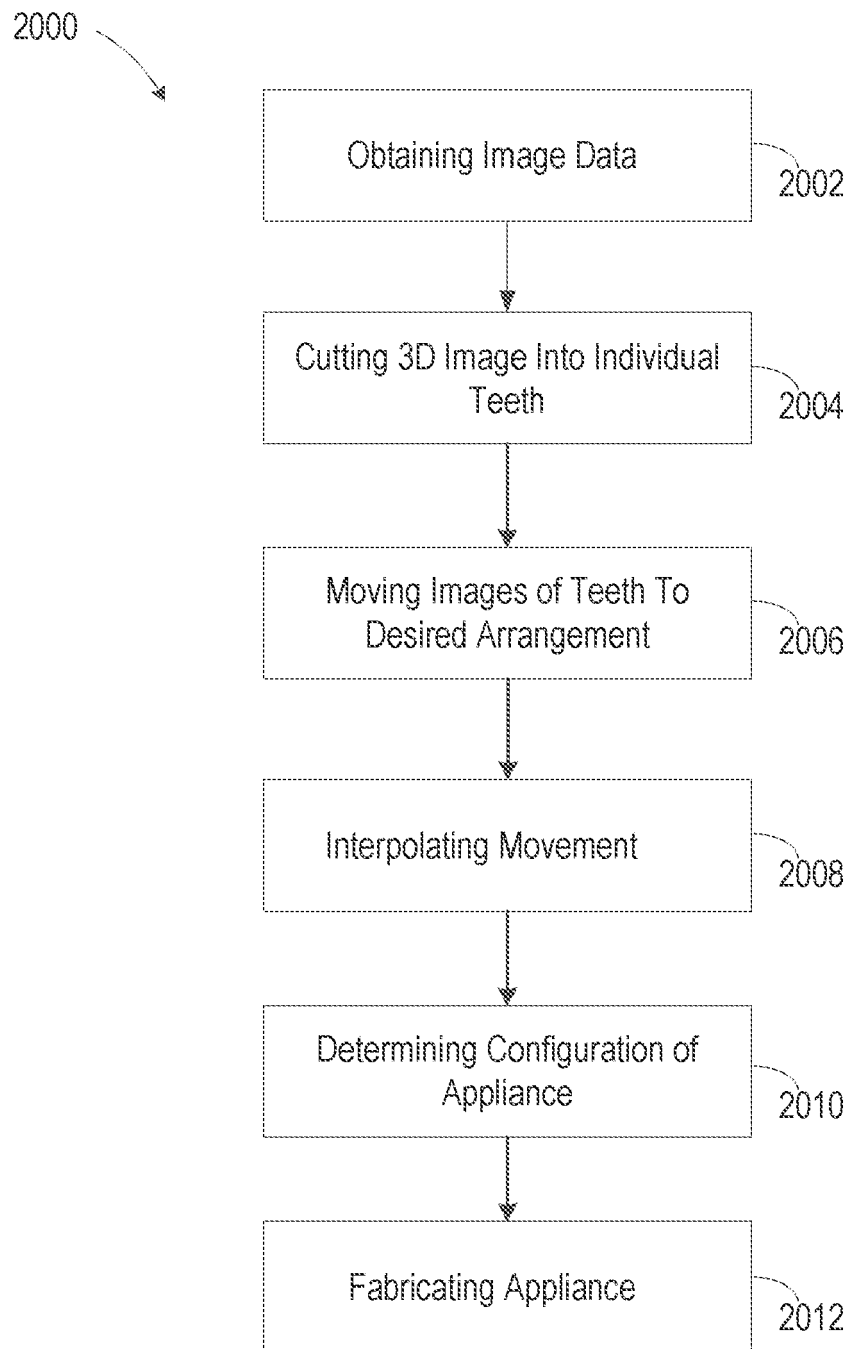 2000
Obtaining Image Data
2002
Cutting 3D Image Into Individual
Teeth
2004
Moving Images of Teeth To
Desired Arrangement
2006
Interpolating Movement
2008
Determining Configuration of
Appliance
2010
Fabricating Appliance
2012